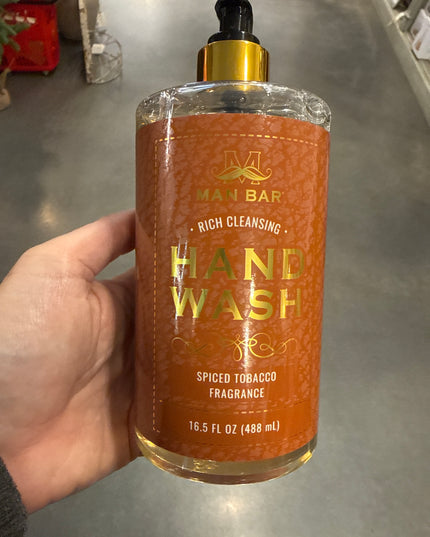 M
MAN BAR
• RICH CLEANSING •
HAND
WASH
SPICED TOBACCO
FRAGRANCE
16.5 FL OZ (488 mL)